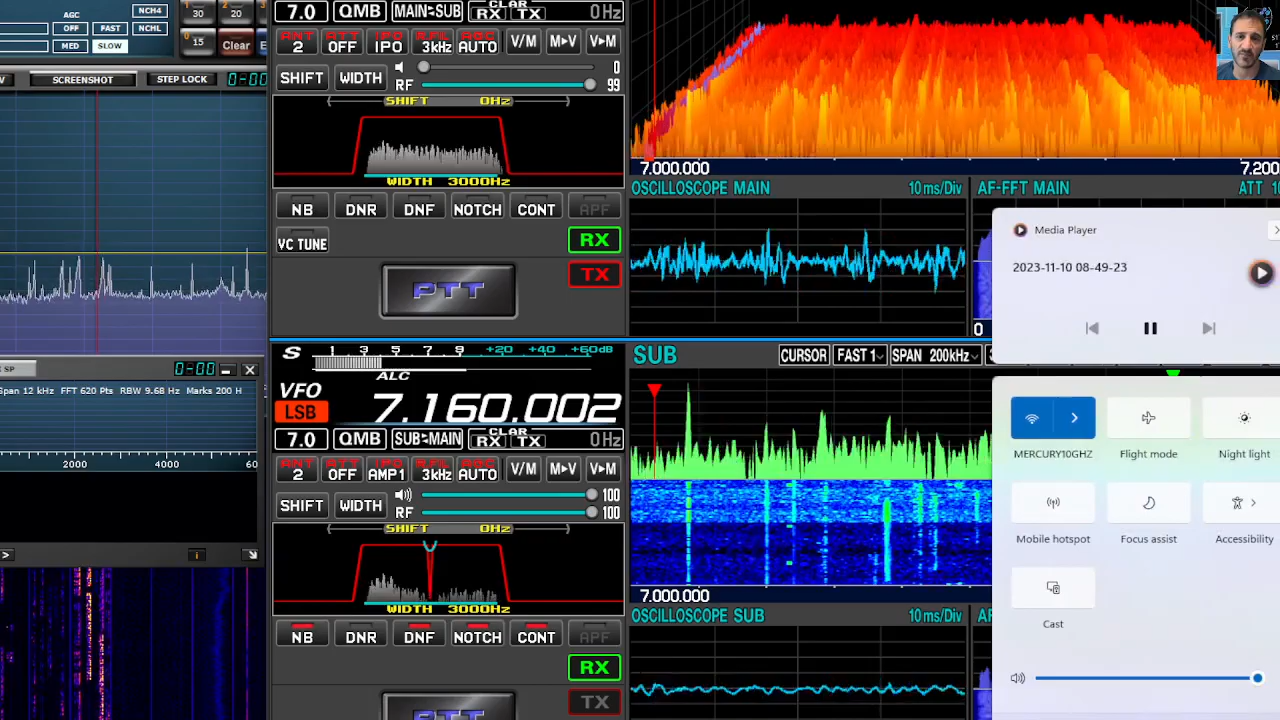 AGC
NCH4
30
20
OFF
FAST
NCHL
MED
SLOW
15
Clear
SCREENSHOT
STEP LOCK
0-00
SP
0-00
Span 12 kHz FFT 620 Pts RBW 9.68 Hz Marks 200 H
2000
4000
60
7.0
QMB
MAIN▸SUB
CLAR
RX
TX
0Hz
ANT
2
ATT
OFF
IPO
R.FIL
3kHz
AGC
AUTO
V/M
M▸V
V▸M
SHIFT
WIDTH
0
RF
99
SHIFT 0Hz
WIDTH 3000Hz
NB
DNR
DNF
NOTCH
CONT
APF
VC TUNE
RX
TX
PTT
S
1 3 5 7 9 +20 +40 +60dB
ALC
VFO
LSB
7.160.002
7.0
QMB
SUB▸MAIN
CLAR
RX
TX
0Hz
ANT
2
ATT
OFF
IPO
AMP1
R.FIL
3kHz
AGC
AUTO
V/M
M▸V
V▸M
SHIFT
WIDTH
100
RF
100
SHIFT 0Hz
WIDTH 3000Hz
NB
DNR
DNF
NOTCH
CONT
APF
RX
TX
PTT
7.000.000
7.200
OSCILLOSCOPE MAIN
10 ms/Div
AF-FFT MAIN
ATT
0
SUB
CURSOR
FAST 1
SPAN 200kHz
7.000.000
OSCILLOSCOPE SUB
10 ms/Div
Media Player
2023-11-10 08-49-23
MERCURY10GHZ
Flight mode
Night light
Mobile hotspot
Focus assist
Accessibility
Cast